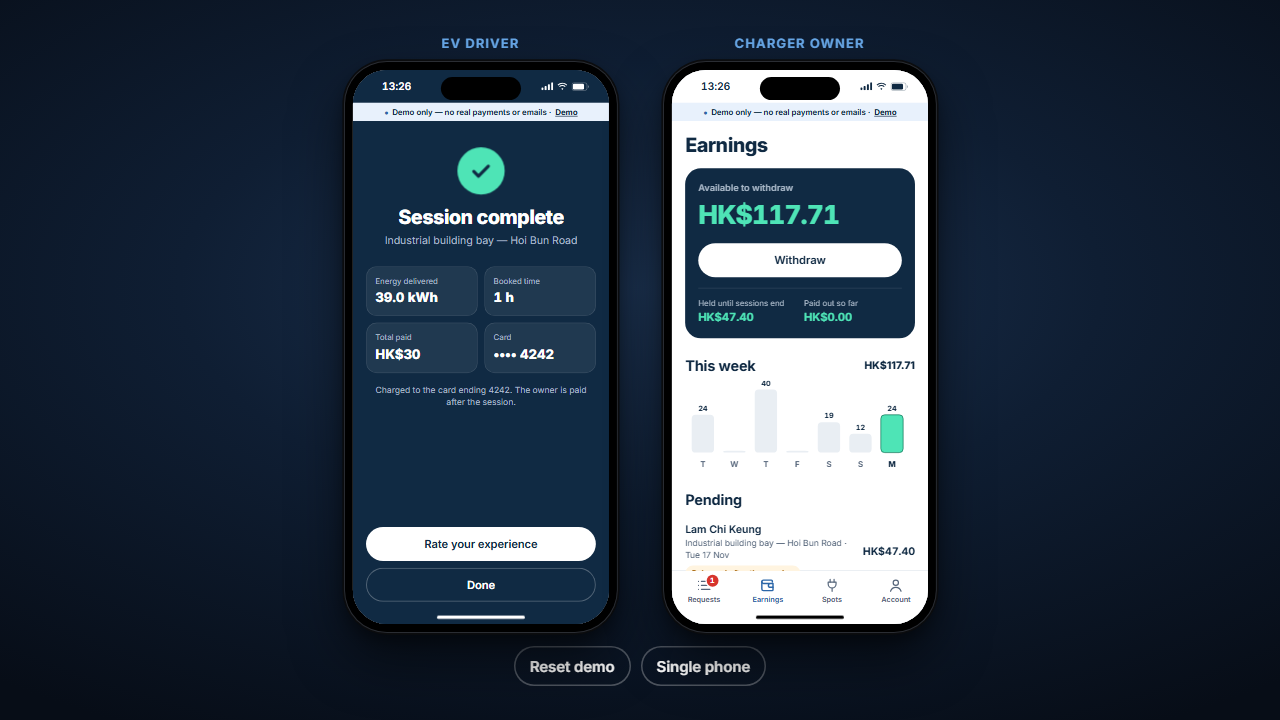 EV DRIVER
13:26
Demo only — no real payments or emails · Demo
Session complete
Industrial building bay — Hoi Bun Road
Energy delivered
39.0 kWh
Booked time
1 h
Total paid
HK$30
Card
•••• 4242
Charged to the card ending 4242. The owner is paid
after the session.
Rate your experience
Done
CHARGER OWNER
13:26
Demo only — no real payments or emails · Demo
Earnings
Available to withdraw
HK$117.71
Withdraw
Held until sessions end
HK$47.40
Paid out so far
HK$0.00
This week
HK$117.71
24
40
19
12
24
T W T F S S M
Pending
Lam Chi Keung
Industrial building bay — Hoi Bun Road ·
Tue 17 Nov
HK$47.40
1
Requests
Earnings
Spots
Account
Reset demo
Single phone